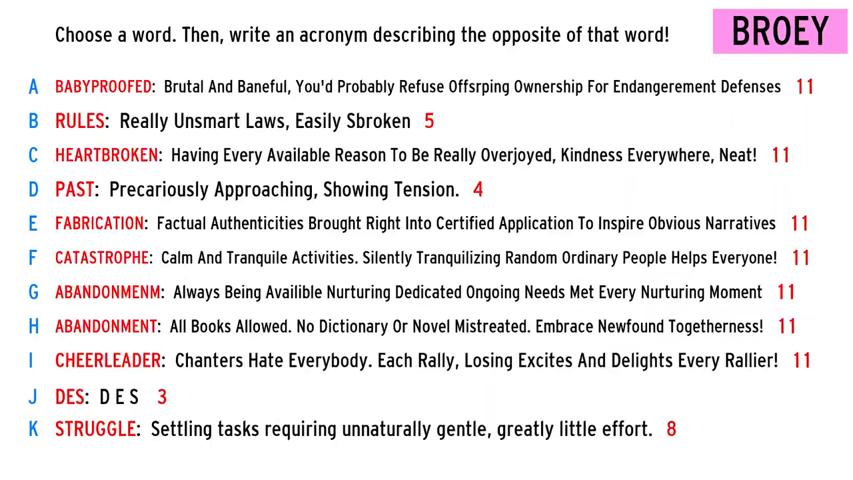 Choose a word. Then, write an acronym describing the opposite of that word!
BROEY
A BABYPROOFED: Brutal And Baneful, You'd Probably Refuse Offsrping Ownership For Endangerement Defenses 11
B RULES: Really Unsmart Laws, Easily Sbroken 5
C HEARTBROKEN: Having Every Available Reason To Be Really Overjoyed, Kindness Everywhere, Neat! 11
D PAST: Precariously Approaching, Showing Tension. 4
E FABRICATION: Factual Authenticities Brought Right Into Certified Application To Inspire Obvious Narratives 11
F CATASTROPHE: Calm And Tranquile Activities. Silently Tranquilizing Random Ordinary People Helps Everyone! 11
G ABANDONMENM: Always Being Availible Nurturing Dedicated Ongoing Needs Met Every Nurturing Moment 11
H ABANDONMENT: All Books Allowed. No Dictionary Or Novel Mistreated. Embrace Newfound Togetherness! 11
I CHEERLEADER: Chanters Hate Everybody. Each Rally, Losing Excites And Delights Every Rallier! 11
J DES: D E S 3
K STRUGGLE: Settling tasks requiring unnaturally gentle, greatly little effort. 8